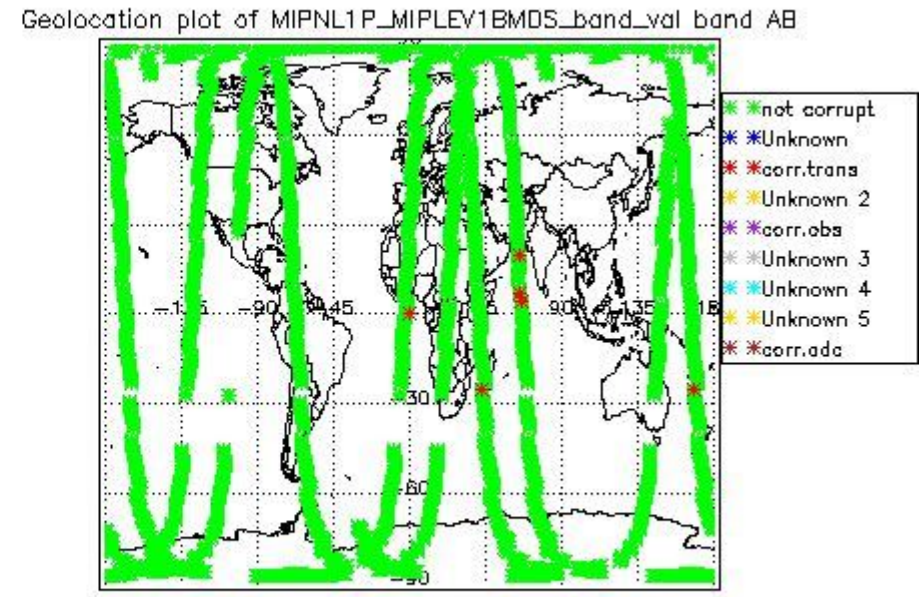 Geolocation plot of MIPNL1P_MIPLEV1BMDS_band_val band AB
not corrupt
Unknown
corr.trans
Unknown 2
corr.obs
Unknown 3
Unknown 4
Unknown 5
corr.adc
-90
-45
90
135
-30
-60
-90